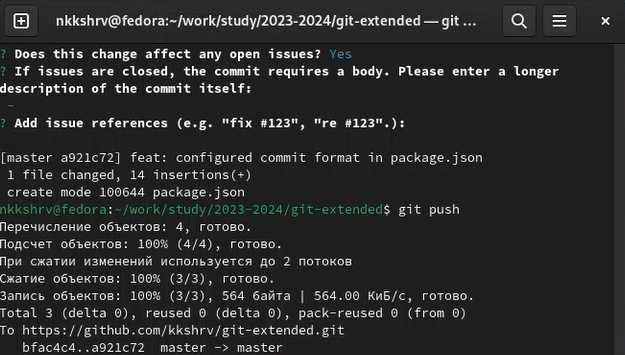 nkkshrv@fedora:~/work/study/2023-2024/git-extended — git ...
? Does this change affect any open issues? Yes
? If issues are closed, the commit requires a body. Please enter a longer
description of the commit itself:
-
? Add issue references (e.g. "fix #123", "re #123".):
[master a921c72] feat: configured commit format in package.json
1 file changed, 14 insertions(+)
create mode 100644 package.json
nkkshrv@fedora:~/work/study/2023-2024/git-extended$ git push
Перечисление объектов: 4, готово.
Подсчет объектов: 100% (4/4), готово.
При сжатии изменений используется до 2 потоков
Сжатие объектов: 100% (3/3), готово.
Запись объектов: 100% (3/3), 564 байта | 564.00 КиБ/с, готово.
Total 3 (delta 0), reused 0 (delta 0), pack-reused 0 (from 0)
To https://github.com/kkshrv/git-extended.git
bfac4c4..a921c72 master -> master